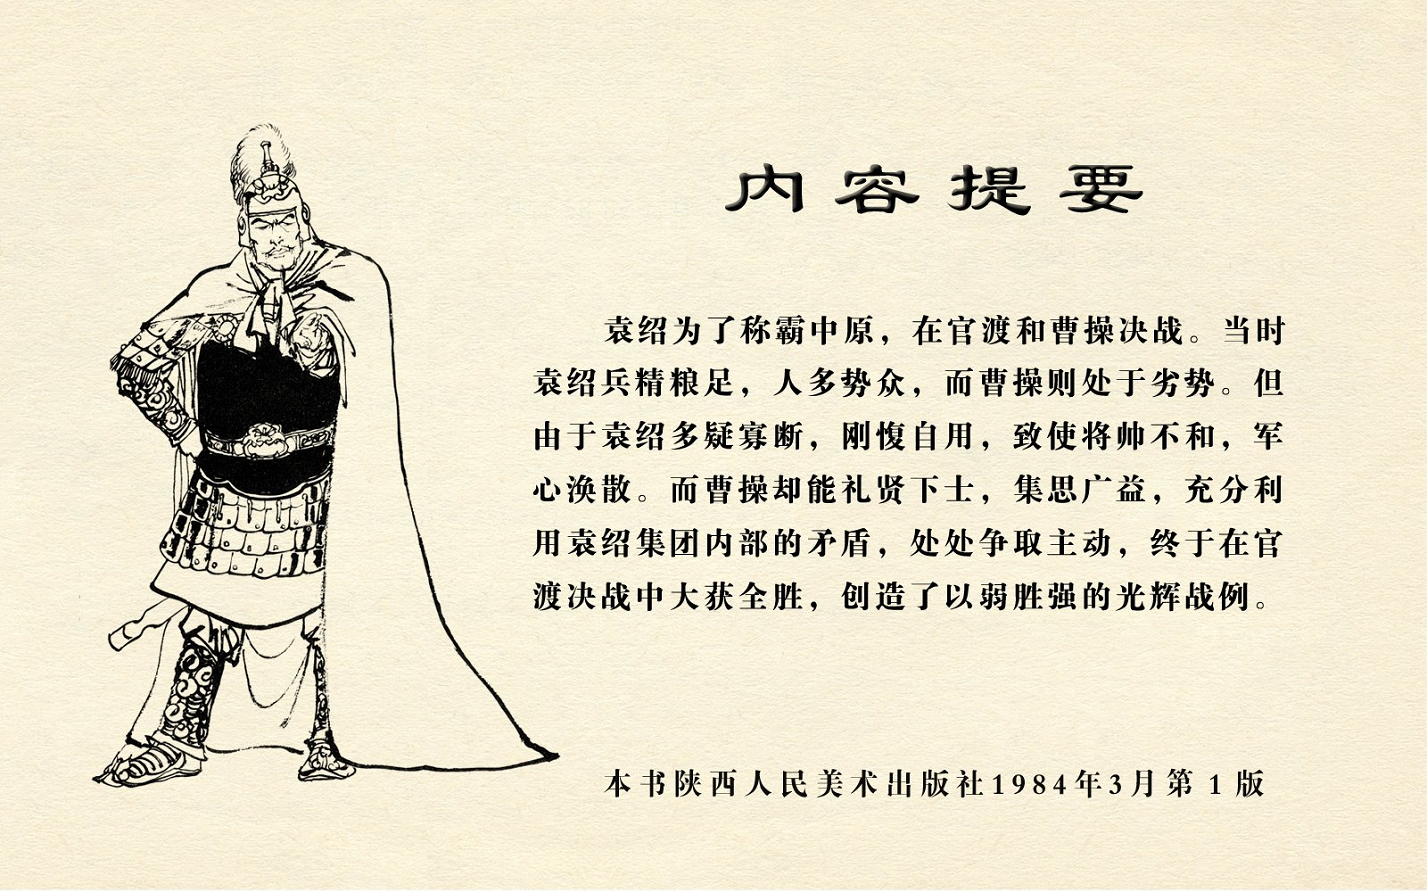 内容提要
袁绍为了称霸中原，在官渡和曹操决战。当时
袁绍兵精粮足，人多势众，而曹操则处于劣势。但
由于袁绍多疑寡断，刚愎自用，致使将帅不和，军
心涣散。而曹操却能礼贤下士，集思广益，充分利
用袁绍集团内部的矛盾，处处争取主动，终于在官
渡决战中大获全胜，创造了以弱胜强的光辉战例。
本书陕西人民美术出版社1984年3月第1版